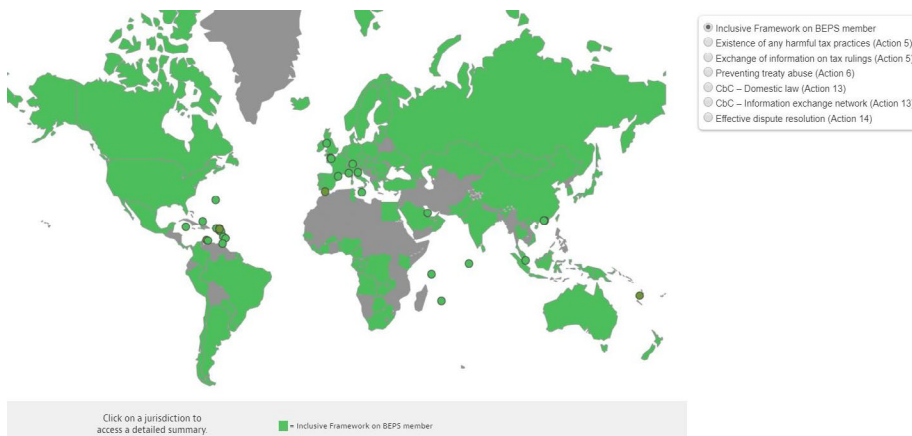 Inclusive Framework on BEPS member
Existence of any harmful tax practices (Action 5)
Exchange of information on tax rulings (Action 5)
Preventing treaty abuse (Action 6)
CbC – Domestic law (Action 13)
CbC – Information exchange network (Action 13)
Effective dispute resolution (Action 14)
Click on a jurisdiction to
access a detailed summary.
= Inclusive Framework on BEPS member